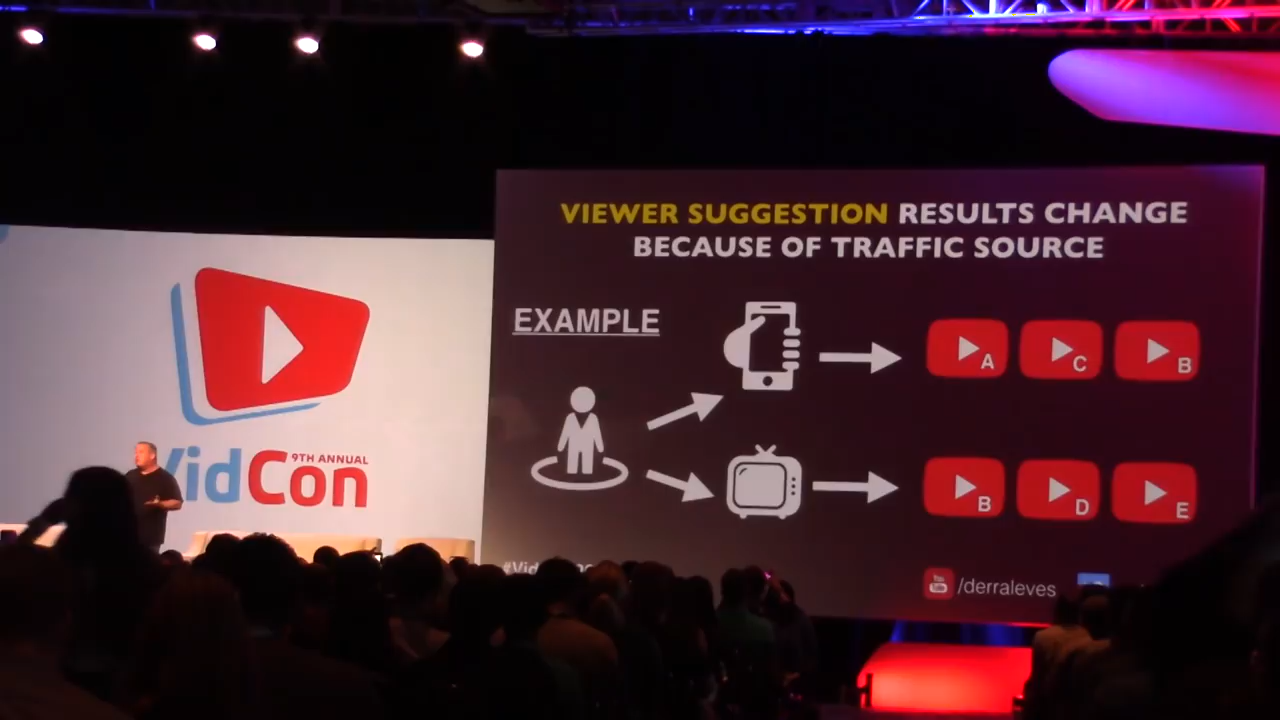 VIEWER SUGGESTION RESULTS CHANGE
BECAUSE OF TRAFFIC SOURCE
EXAMPLE
A
C
B
B
D
E
9TH ANNUAL
VidCon
/derraleves